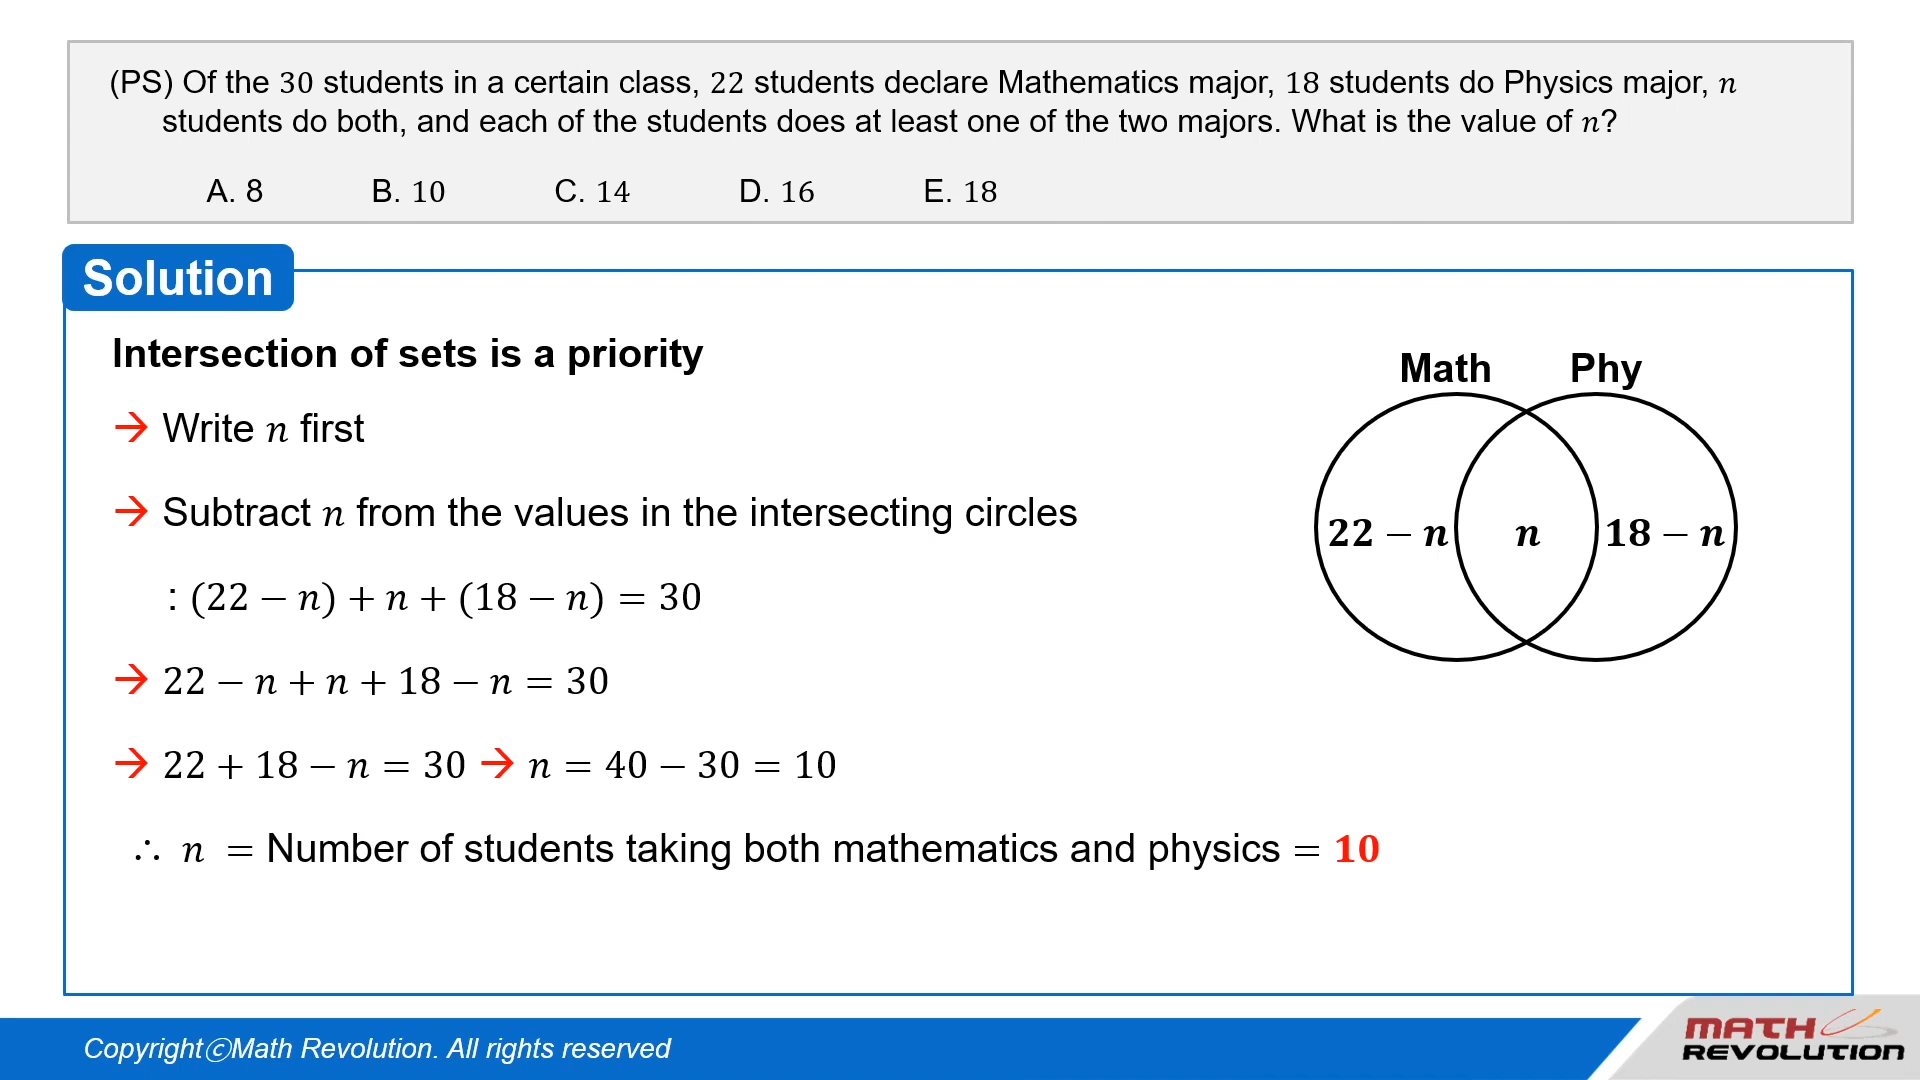 (PS) Of the 30 students in a certain class, 22 students declare Mathematics major, 18 students do Physics major, n
students do both, and each of the students does at least one of the two majors. What is the value of n?
A. 8 B. 10 C. 14 D. 16 E. 18
Solution
Intersection of sets is a priority
→ Write n first
→ Subtract n from the values in the intersecting circles
: (22 − n) + n + (18 − n) = 30
→ 22 − n + n + 18 − n = 30
→ 22 + 18 − n = 30 → n = 40 − 30 = 10
∴ n = Number of students taking both mathematics and physics = 10
Math Phy
22 − n n 18 − n
CopyrightⓒMath Revolution. All rights reserved
MATH
REVOLUTION